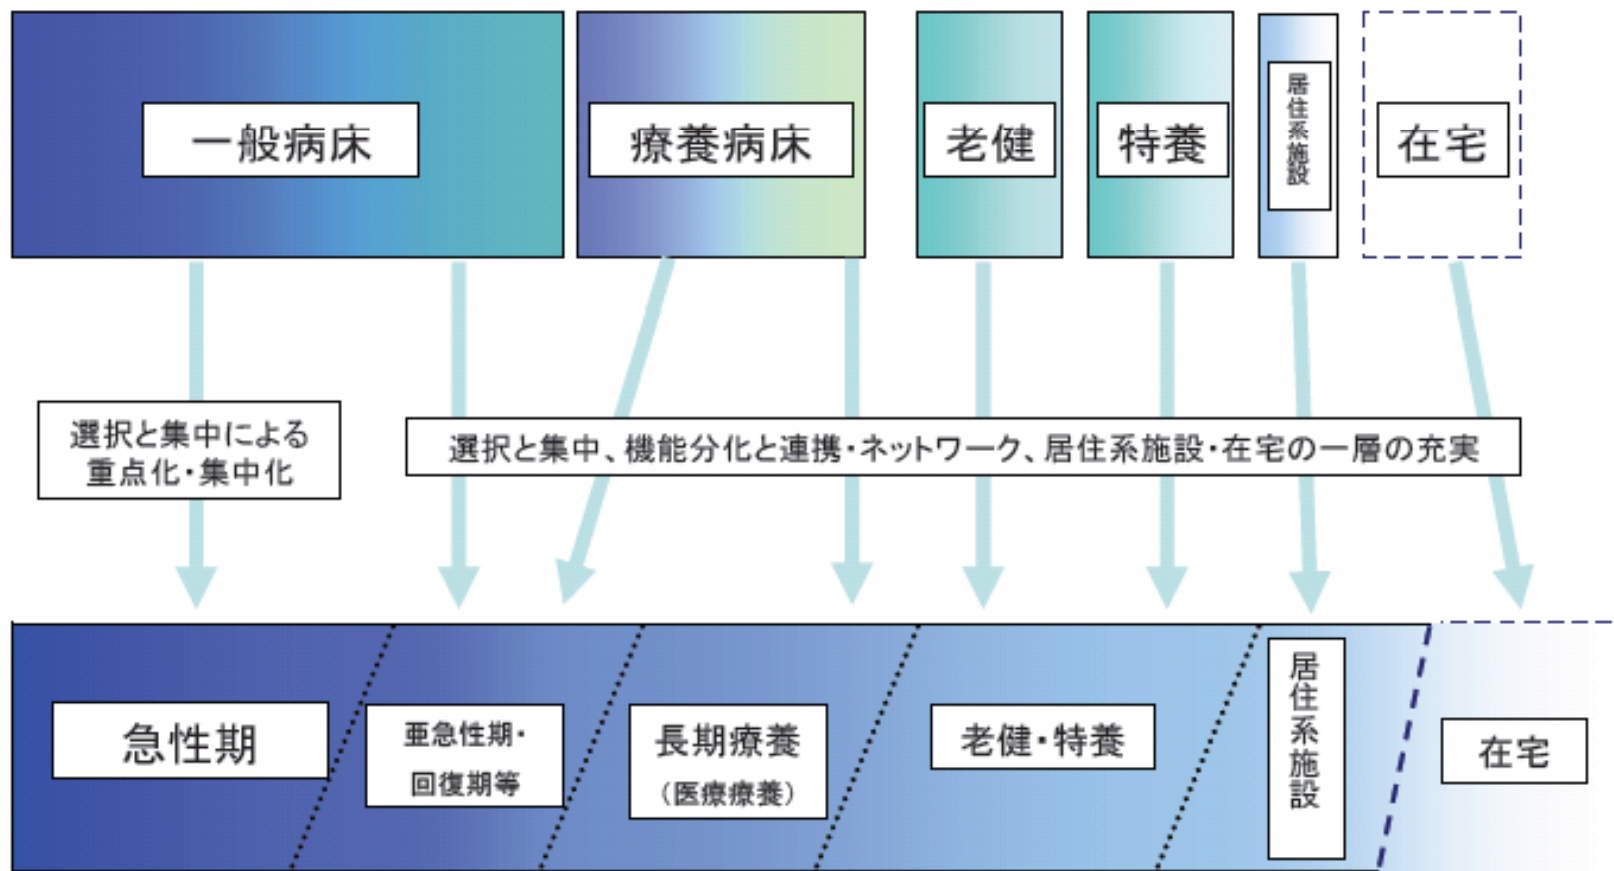 一般病床
療養病床
老健
特養
居住系施設
在宅
選択と集中による
重点化・集中化
選択と集中、機能分化と連携・ネットワーク、居住系施設・在宅の一層の充実
急性期
亜急性期・
回復期等
長期療養
（医療療養）
老健・特養
居住系施設
在宅